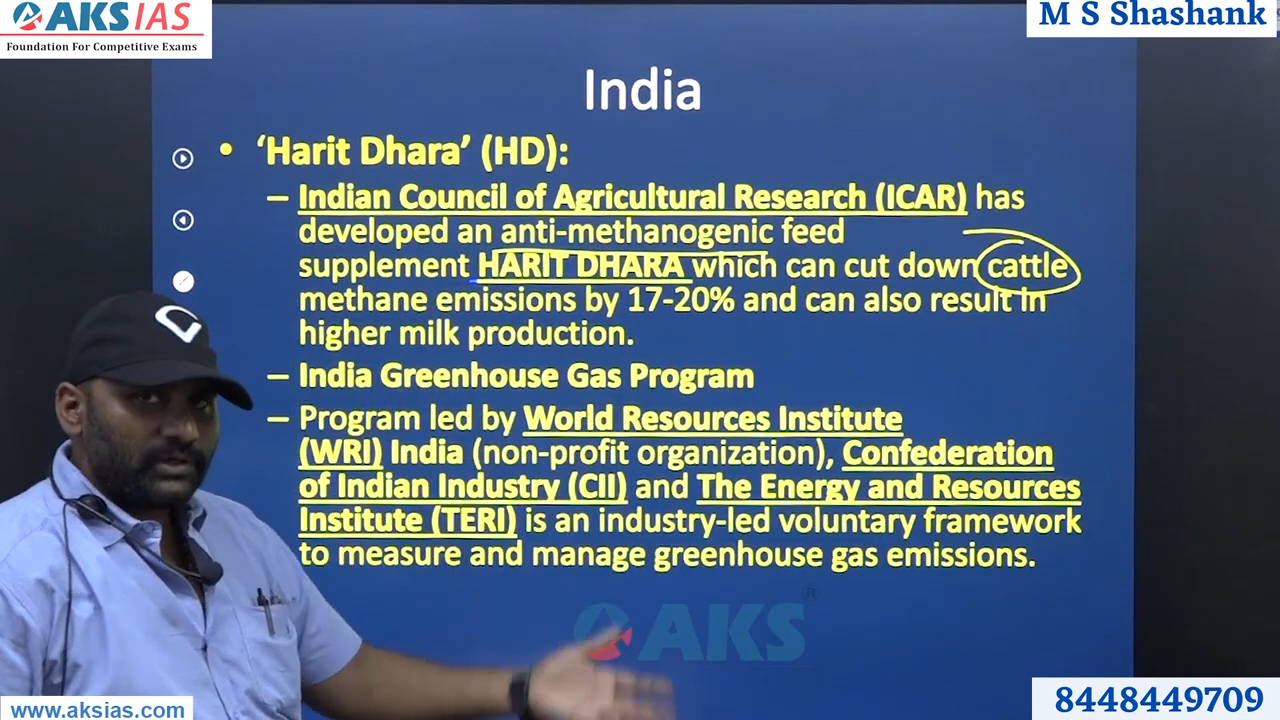 AKS IAS
Foundation For Competitive Exams
M S Shashank
India
• ‘Harit Dhara’ (HD):
– Indian Council of Agricultural Research (ICAR) has
developed an anti-methanogenic feed
supplement HARIT DHARA which can cut down cattle
methane emissions by 17-20% and can also result in
higher milk production.
– India Greenhouse Gas Program
– Program led by World Resources Institute
(WRI) India (non-profit organization), Confederation
of Indian Industry (CII) and The Energy and Resources
Institute (TERI) is an industry-led voluntary framework
to measure and manage greenhouse gas emissions.
AKS®
www.aksias.com
8448449709